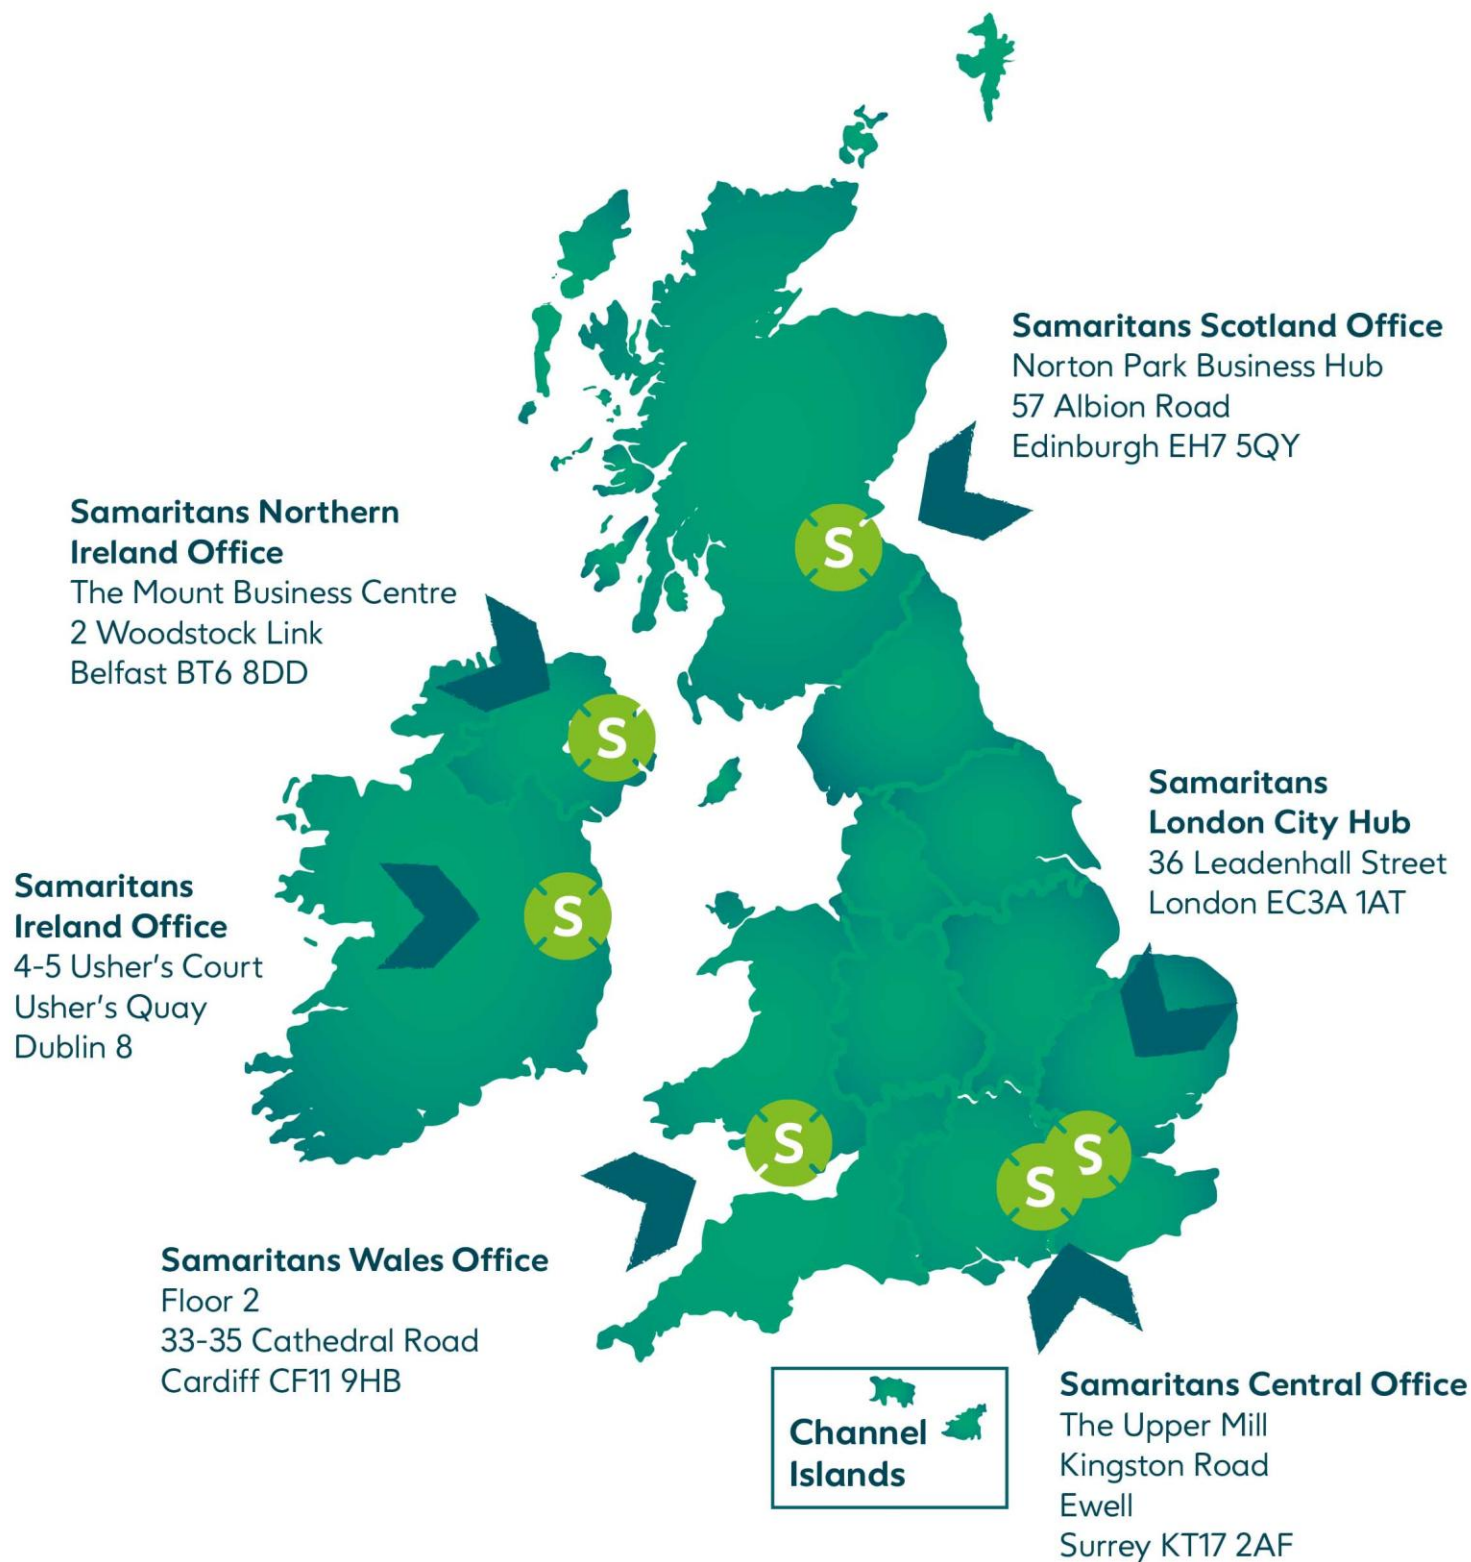 Samaritans Scotland Office
Norton Park Business Hub
57 Albion Road
Edinburgh EH7 5QY
Samaritans Northern
Ireland Office
The Mount Business Centre
2 Woodstock Link
Belfast BT6 8DD
S
S
Samaritans
London City Hub
36 Leadenhall Street
London EC3A 1AT
Samaritans
Ireland Office
4-5 Usher's Court
Usher's Quay
Dublin 8
S
S
S
S
Samaritans Wales Office
Floor 2
33-35 Cathedral Road
Cardiff CF11 9HB
Channel
Islands
Samaritans Central Office
The Upper Mill
Kingston Road
Ewell
Surrey KT17 2AF